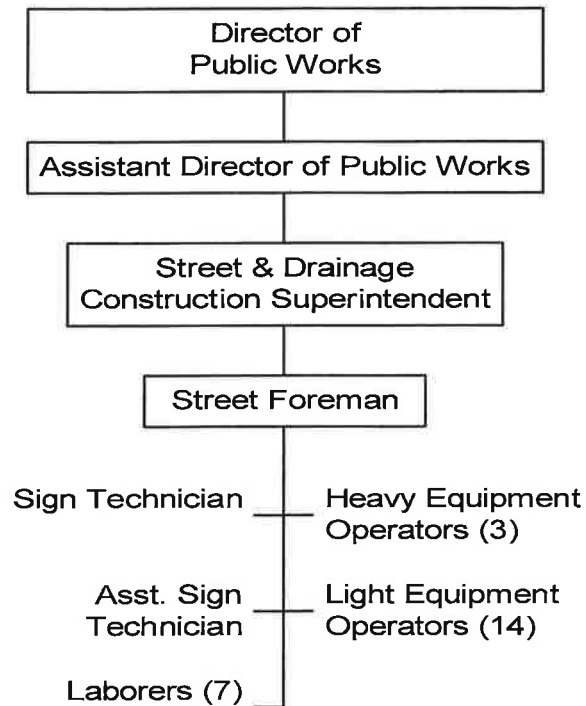 Director of
Public Works
Assistant Director of Public Works
Street & Drainage
Construction Superintendent
Street Foreman
Sign Technician
Heavy Equipment
Operators (3)
Asst. Sign
Technician
Light Equipment
Operators (14)
Laborers (7)